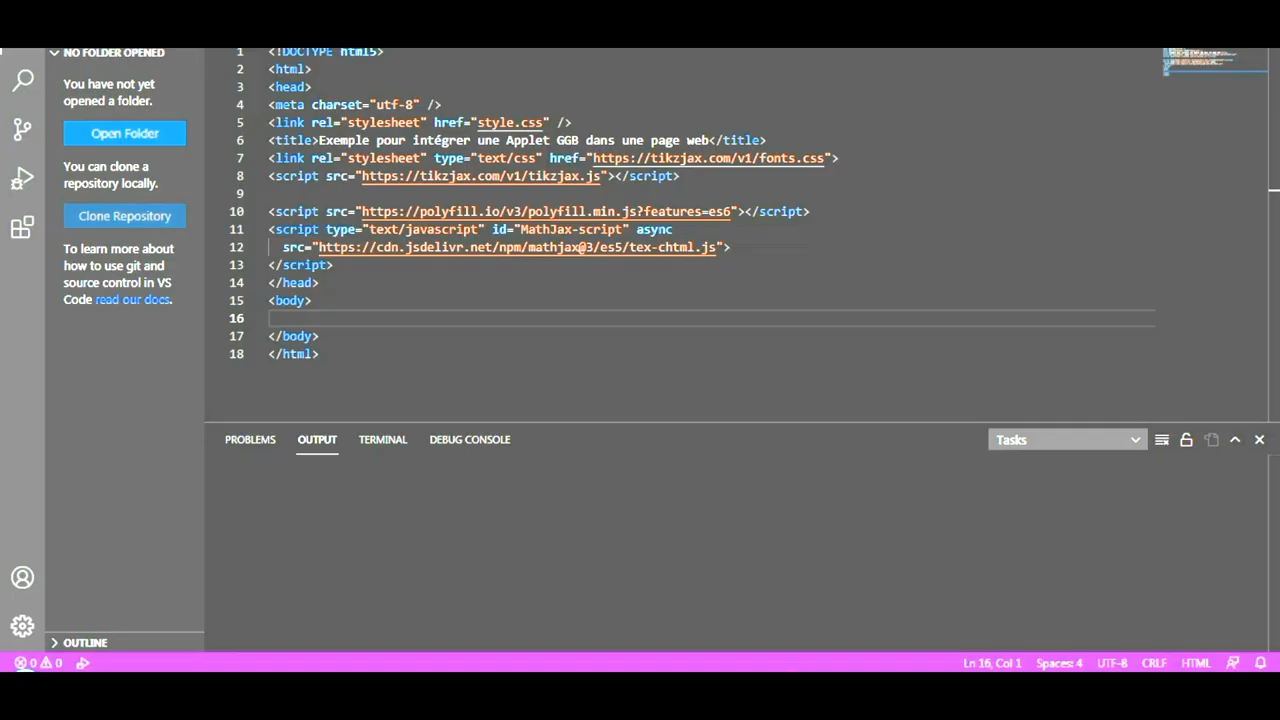 NO FOLDER OPENED
You have not yet
opened a folder.
Open Folder
You can clone a
repository locally.
Clone Repository
To learn more about
how to use git and
source control in VS
Code read our docs.
OUTLINE
1 <!DOCTYPE html5>
2 <html>
3 <head>
4 <meta charset="utf-8" />
5 <link rel="stylesheet" href="style.css" />
6 <title>Exemple pour intégrer une Applet GGB dans une page web</title>
7 <link rel="stylesheet" type="text/css" href="https://tikzjax.com/v1/fonts.css">
8 <script src="https://tikzjax.com/v1/tikzjax.js"></script>
9
10 <script src="https://polyfill.io/v3/polyfill.min.js?features=es6"></script>
11 <script type="text/javascript" id="MathJax-script" async
12 src="https://cdn.jsdelivr.net/npm/mathjax@3/es5/tex-chtml.js">
13 </script>
14 </head>
15 <body>
16
17 </body>
18 </html>
PROBLEMS OUTPUT TERMINAL DEBUG CONSOLE Tasks
0 0 Ln 16, Col 1 Spaces: 4 UTF-8 CRLF HTML